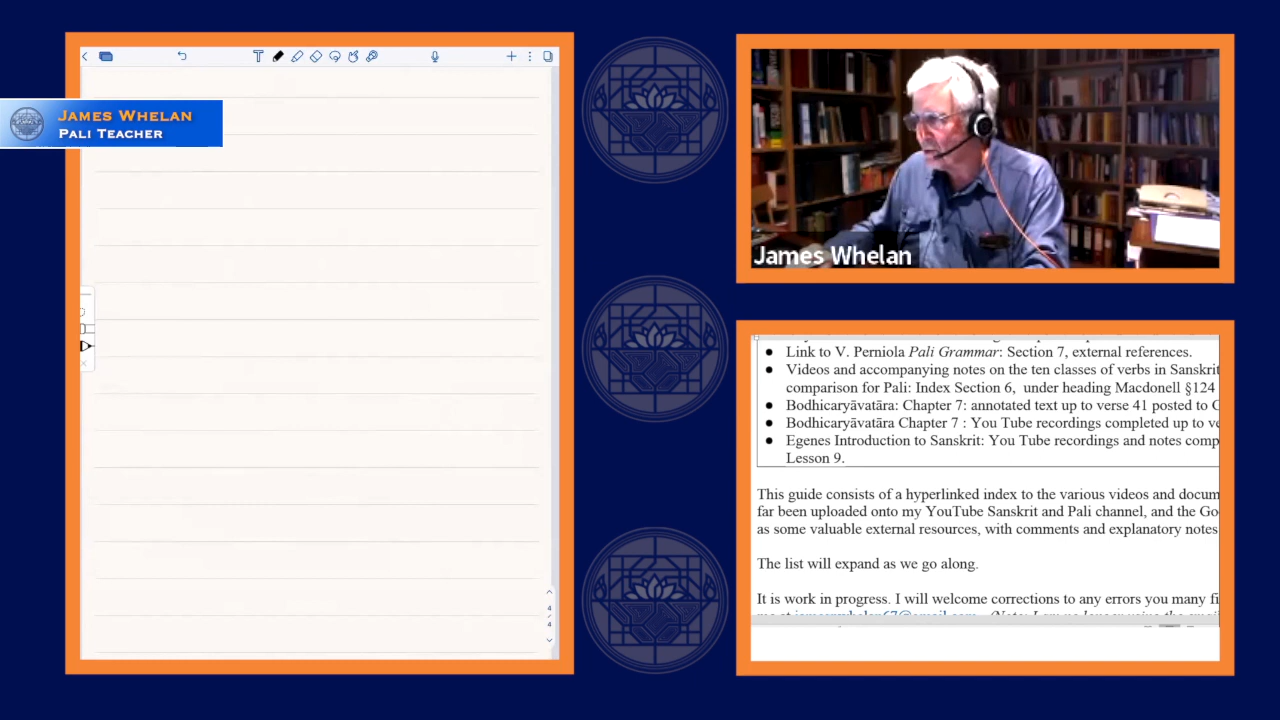 James Whelan
Pali Teacher
4
4
James Whelan
Link to V. Perniola Pali Grammar: Section 7, external references.
Videos and accompanying notes on the ten classes of verbs in Sanskrit
comparison for Pali: Index Section 6, under heading Macdonell §124
Bodhicaryāvatāra: Chapter 7: annotated text up to verse 41 posted to
Bodhicaryāvatāra Chapter 7 : You Tube recordings completed up to
Egenes Introduction to Sanskrit: You Tube recordings and notes
Lesson 9.
This guide consists of a hyperlinked index to the various videos and
far been uploaded onto my YouTube Sanskrit and Pali channel, and the
as some valuable external resources, with comments and explanatory notes
The list will expand as we go along.
It is work in progress. I will welcome corrections to any errors you many